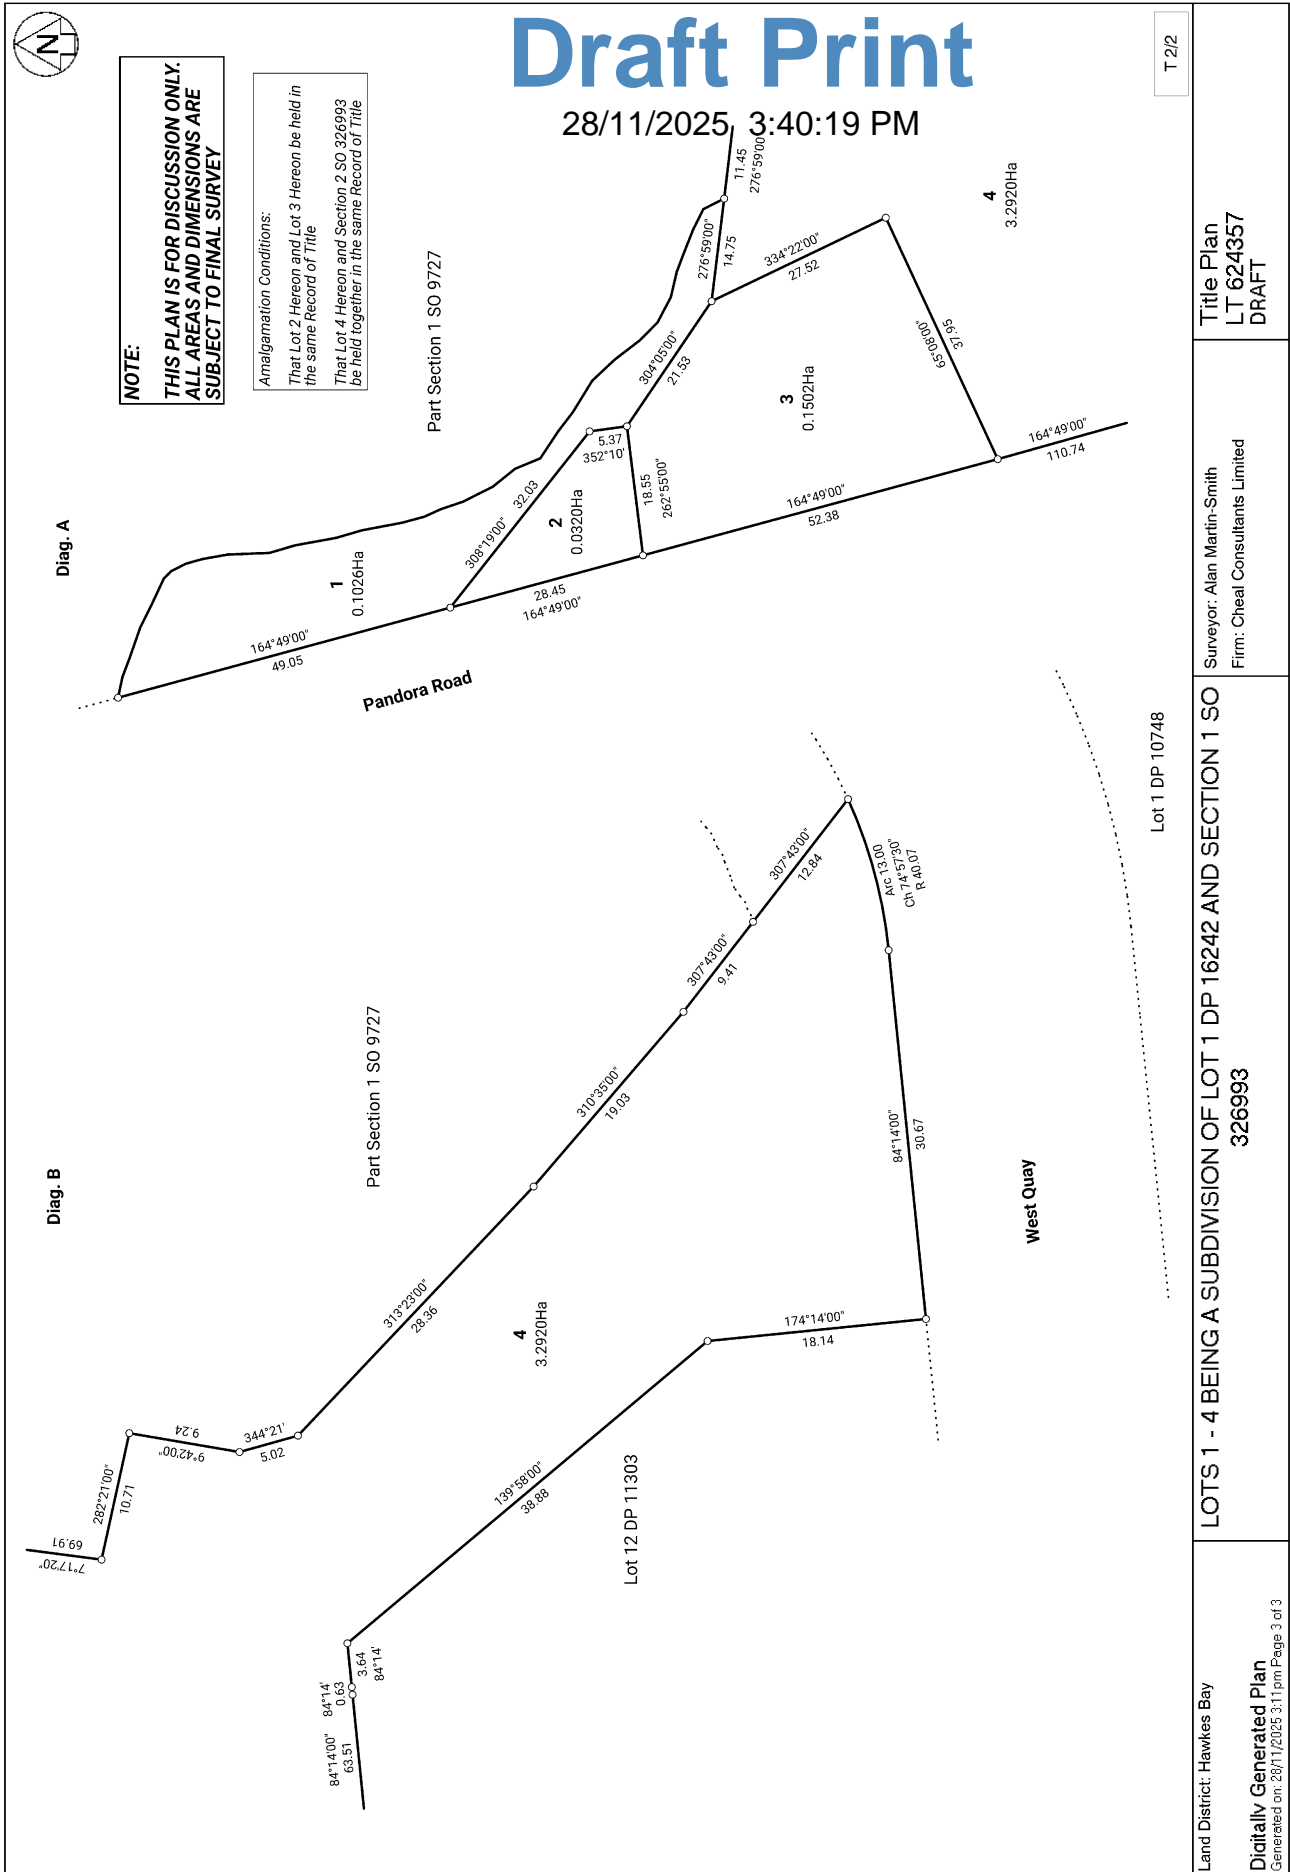 Draft Print
28/11/2025 3:40:19 PM
N
NOTE:
THIS PLAN IS FOR DISCUSSION ONLY.
ALL AREAS AND DIMENSIONS ARE
SUBJECT TO FINAL SURVEY
Amalgamation Conditions:
That Lot 2 Hereon and Lot 3 Hereon be held in
the same Record of Title
That Lot 4 Hereon and Section 2 SO 326993
be held together in the same Record of Title
T 2/2
Diag. A
Part Section 1 SO 9727
1
0.1026Ha
164°49'00"
49.05
308°19'00"
32.03
2
0.0320Ha
28.45
164°49'00"
5.37
352°10'
18.55
262°55'00"
304°05'00"
21.53
276°59'00"
14.75
11.45
276°59'00"
334°22'00"
27.52
3
0.1502Ha
65°08'00"
37.95
164°49'00"
52.38
164°49'00"
110.74
4
3.2920Ha
Pandora Road
Diag. B
Part Section 1 SO 9727
69.91
7°17'20"
282°21'00"
10.71
9.24
9°42'00"
344°21'
5.02
313°23'00"
28.36
310°35'00"
19.03
307°43'00"
9.41
307°43'00"
12.84
Arc 13.00
Ch 74°57'30"
R 40.07
84°14'00"
30.67
174°14'00"
18.14
139°58'00"
38.88
3.64
84°14'
84°14'
0.63
84°14'00"
63.51
4
3.2920Ha
Lot 12 DP 11303
West Quay
Lot 1 DP 10748
Land District: Hawkes Bay
Digitally Generated Plan
Generated on: 28/11/2025 3:11pm Page 3 of 3
LOTS 1 - 4 BEING A SUBDIVISION OF LOT 1 DP 16242 AND SECTION 1 SO
326993
Surveyor: Alan Martin-Smith
Firm: Cheal Consultants Limited
Title Plan
LT 624357
DRAFT